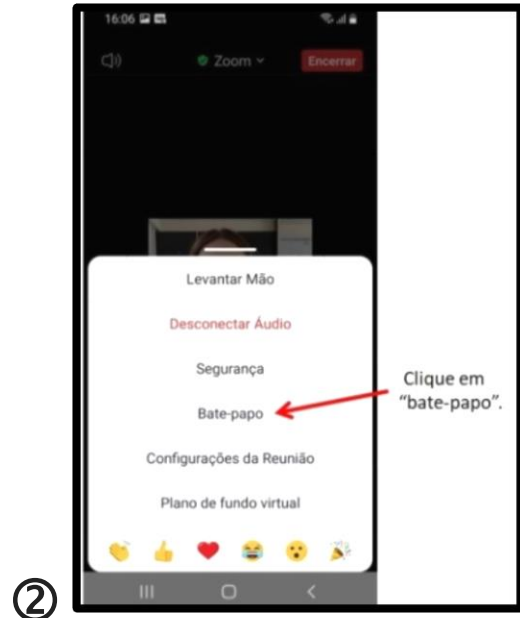 16:06
Zoom
Encerrar
Levantar Mão
Desconectar Áudio
Segurança
Bate-papo
Clique em
“bate-papo”.
Configurações da Reunião
Plano de fundo virtual
②